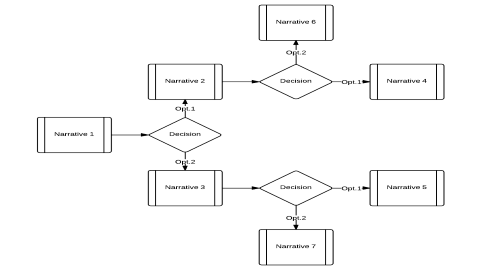 Narrative 6
Opt.2
Narrative 2
Decision
Opt.1
Narrative 4
Opt.1
Narrative 1
Decision
Opt.2
Narrative 3
Decision
Opt.1
Narrative 5
Opt.2
Narrative 7